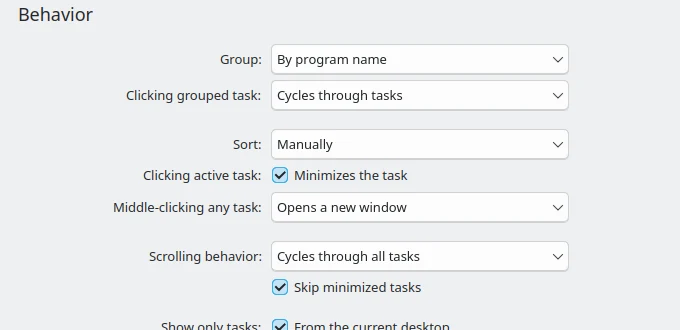 Behavior
Group: By program name
Clicking grouped task: Cycles through tasks
Sort: Manually
Clicking active task: Minimizes the task
Middle-clicking any task: Opens a new window
Scrolling behavior: Cycles through all tasks
Skip minimized tasks
Show only tasks: From the current desktop